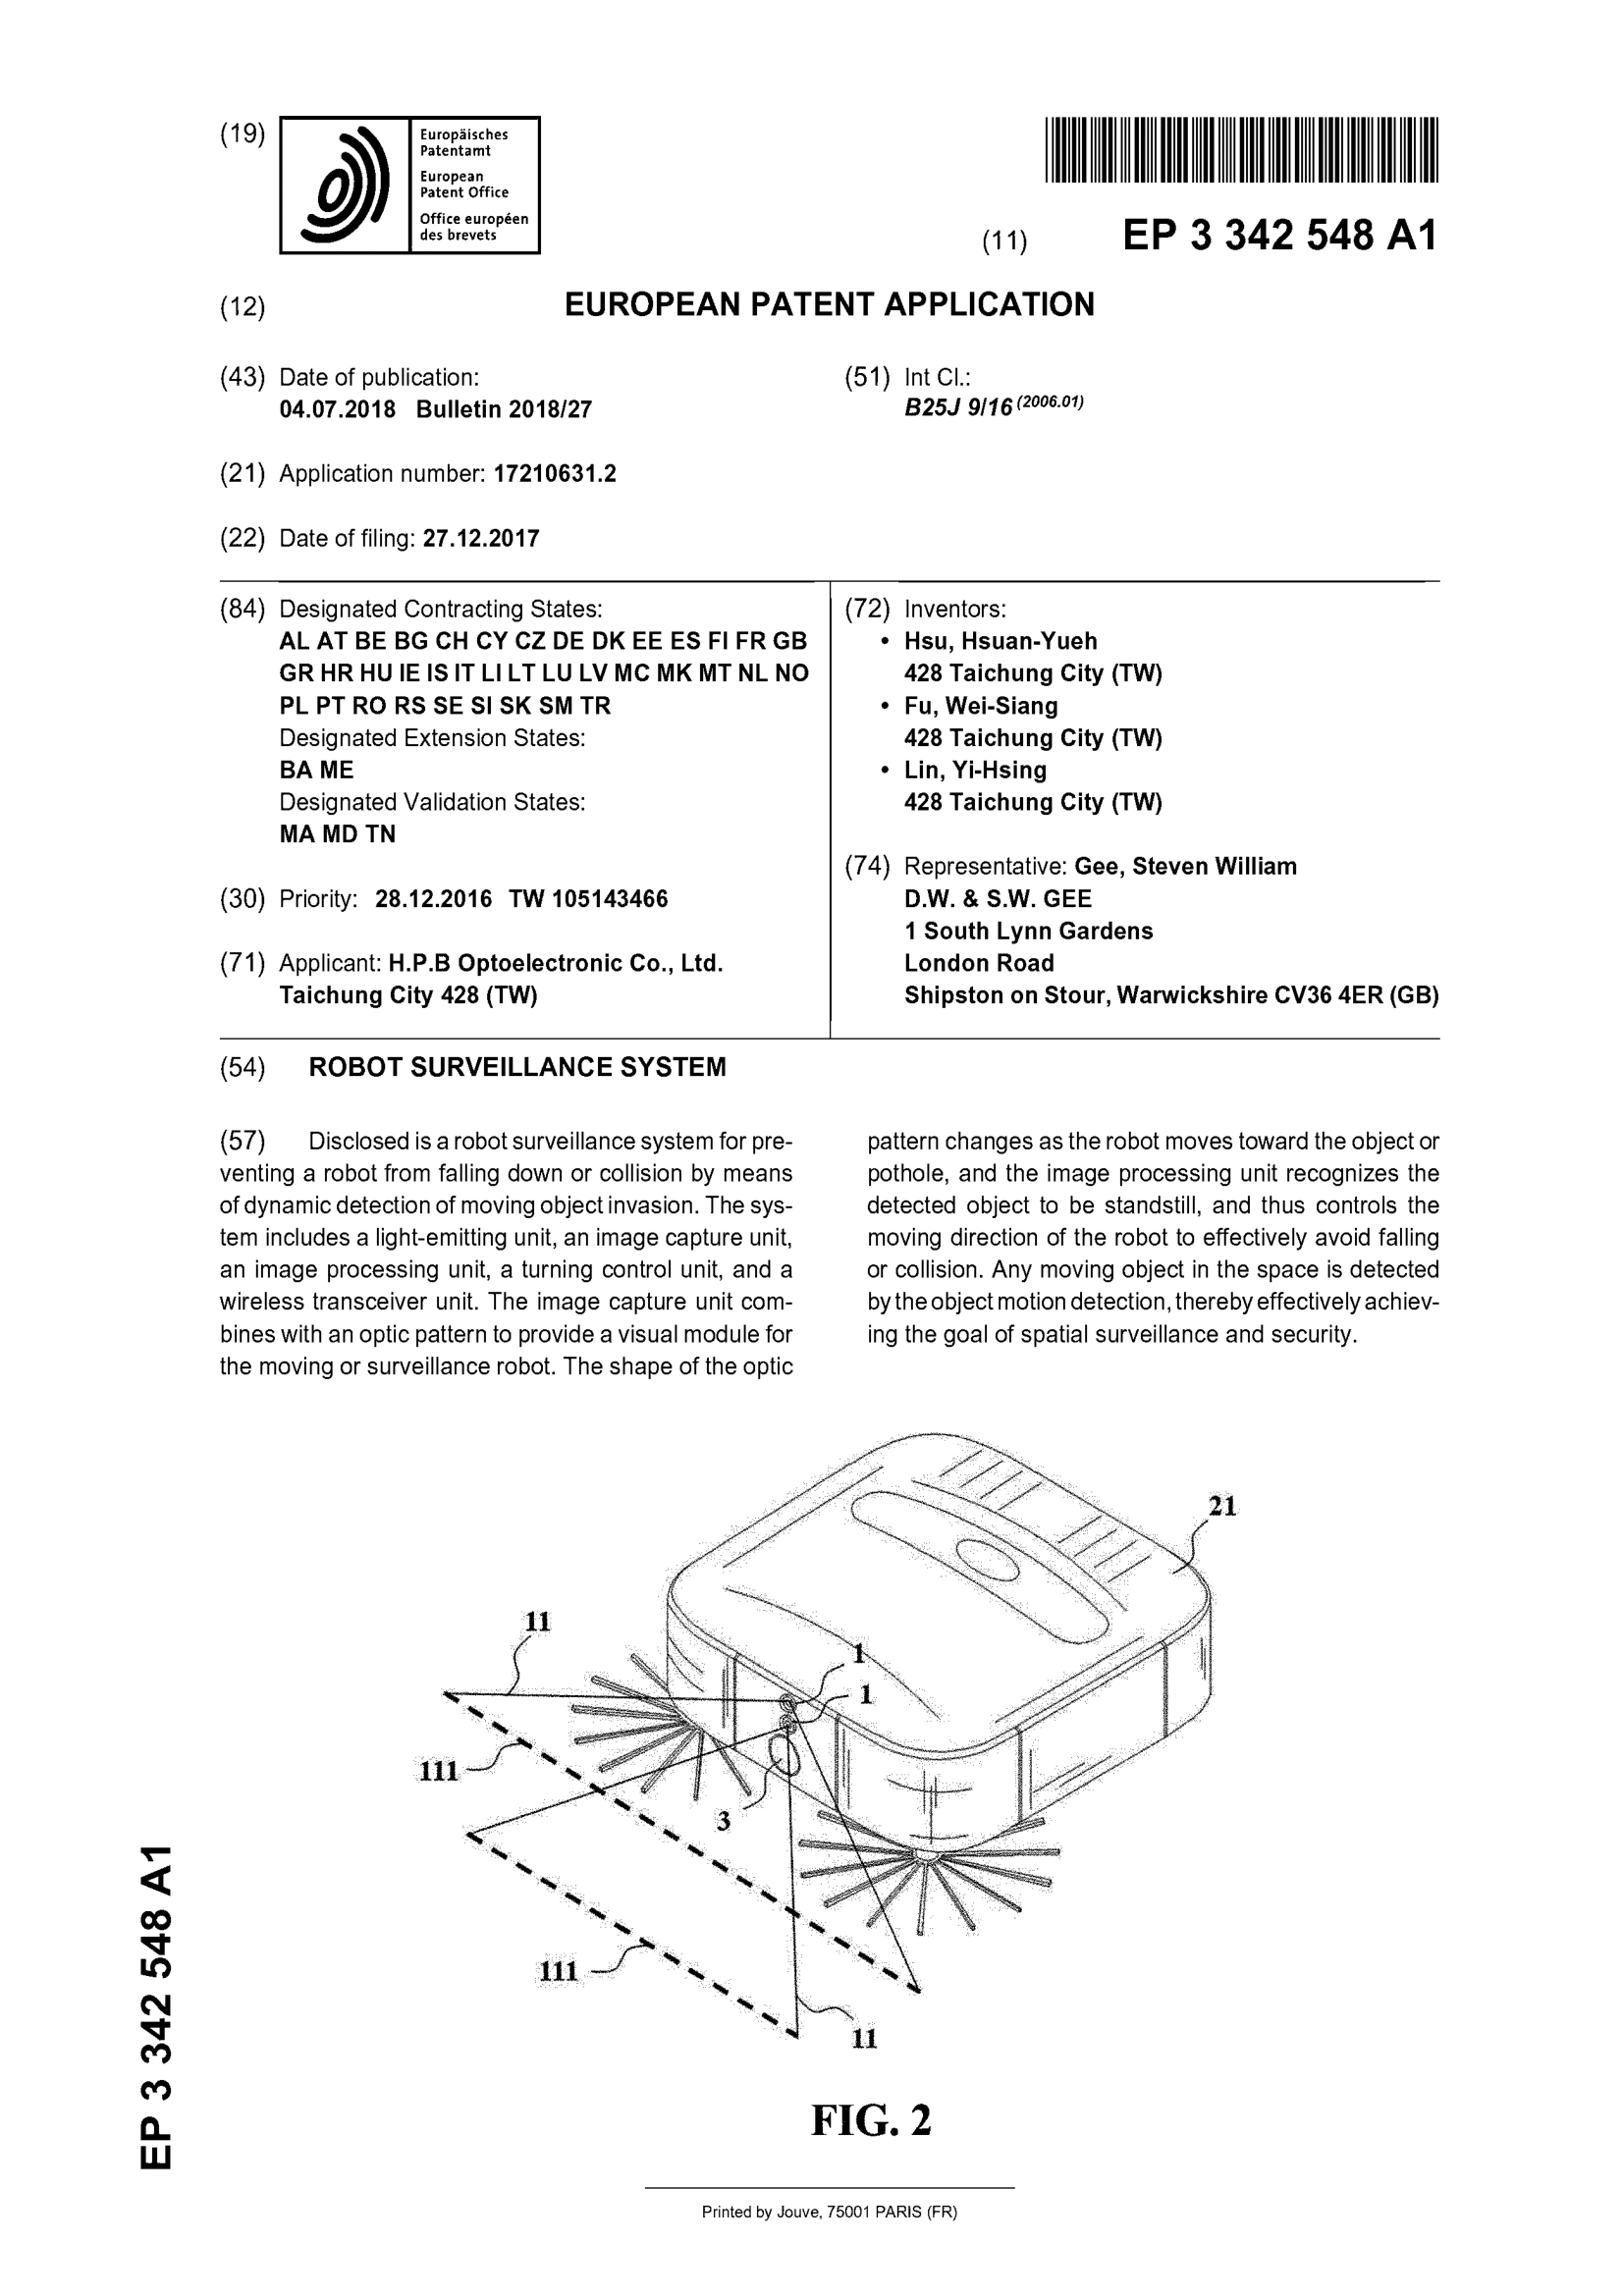 (19)
Europäisches
Patentamt
European
Patent Office
Office européen
des brevets
(11) EP 3 342 548 A1
(12) EUROPEAN PATENT APPLICATION
(43) Date of publication:
04.07.2018 Bulletin 2018/27
(51) Int Cl.:
B25J 9/16 (2006.01)
(21) Application number: 17210631.2
(22) Date of filing: 27.12.2017
(84) Designated Contracting States:
AL AT BE BG CH CY CZ DE DK EE ES FI FR GB
GR HR HU IE IS IT LI LT LU LV MC MK MT NL NO
PL PT RO RS SE SI SK SM TR
Designated Extension States:
BA ME
Designated Validation States:
MA MD TN
(30) Priority: 28.12.2016 TW 105143466
(71) Applicant: H.P.B Optoelectronic Co., Ltd.
Taichung City 428 (TW)
(72) Inventors:
• Hsu, Hsuan-Yueh
428 Taichung City (TW)
• Fu, Wei-Siang
428 Taichung City (TW)
• Lin, Yi-Hsing
428 Taichung City (TW)
(74) Representative: Gee, Steven William
D.W. & S.W. GEE
1 South Lynn Gardens
London Road
Shipston on Stour, Warwickshire CV36 4ER (GB)
(54) ROBOT SURVEILLANCE SYSTEM
(57) Disclosed is a robot surveillance system for pre-
venting a robot from falling down or collision by means
of dynamic detection of moving object invasion. The sys-
tem includes a light-emitting unit, an image capture unit,
an image processing unit, a turning control unit, and a
wireless transceiver unit. The image capture unit com-
bines with an optic pattern to provide a visual module for
the moving or surveillance robot. The shape of the optic
pattern changes as the robot moves toward the object or
pothole, and the image processing unit recognizes the
detected object to be standstill, and thus controls the
moving direction of the robot to effectively avoid falling
or collision. Any moving object in the space is detected
by the object motion detection, thereby effectively achiev-
ing the goal of spatial surveillance and security.
21
11
1
1
111
3
111
11
FIG. 2
EP 3 342 548 A1
Printed by Jouve, 75001 PARIS (FR)